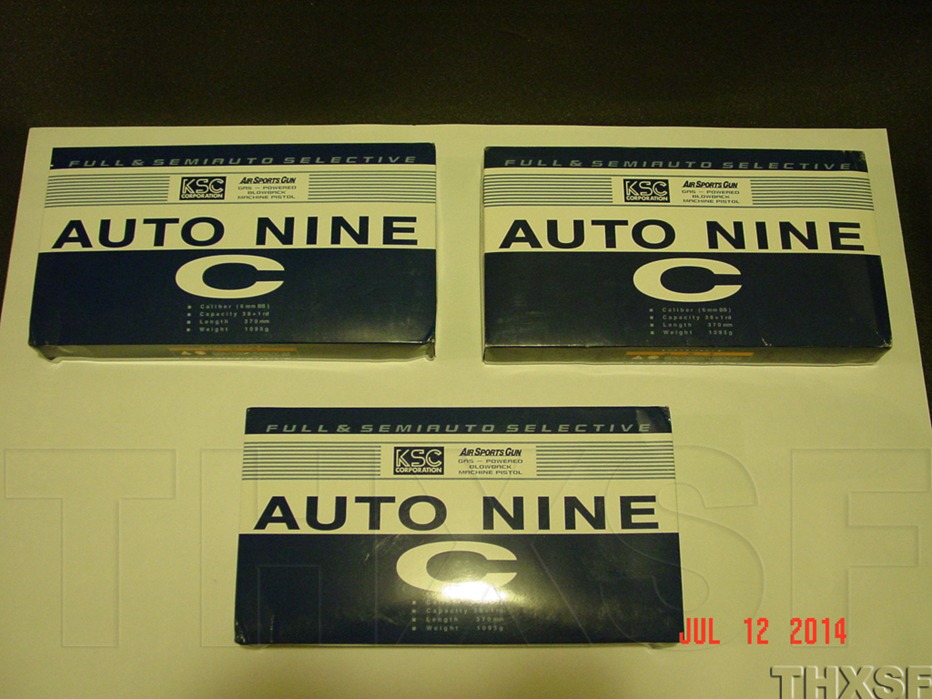 FULL & SEMIAUTO SELECTIVE
KSC
CORPORATION
AIR SPORTS GUN
GAS — POWERED
BLOWBACK
MACHINE PISTOL
AUTO NINE
C
Caliber (6mm BB)
Capacity 38+1rd
Length 370mm
Weight 1095g
FULL & SEMIAUTO SELECTIVE
KSC
CORPORATION
AIR SPORTS GUN
GAS — POWERED
BLOWBACK
MACHINE PISTOL
AUTO NINE
C
Caliber (6mm BB)
Capacity 38+1rd
Length 370mm
Weight 1095g
FULL & SEMIAUTO SELECTIVE
KSC
CORPORATION
AIR SPORTS GUN
GAS — POWERED
BLOWBACK
MACHINE PISTOL
AUTO NINE
C
Capacity
Length 370mm
Weight 1095g
THXSF
JUL 12 2014
THXSF